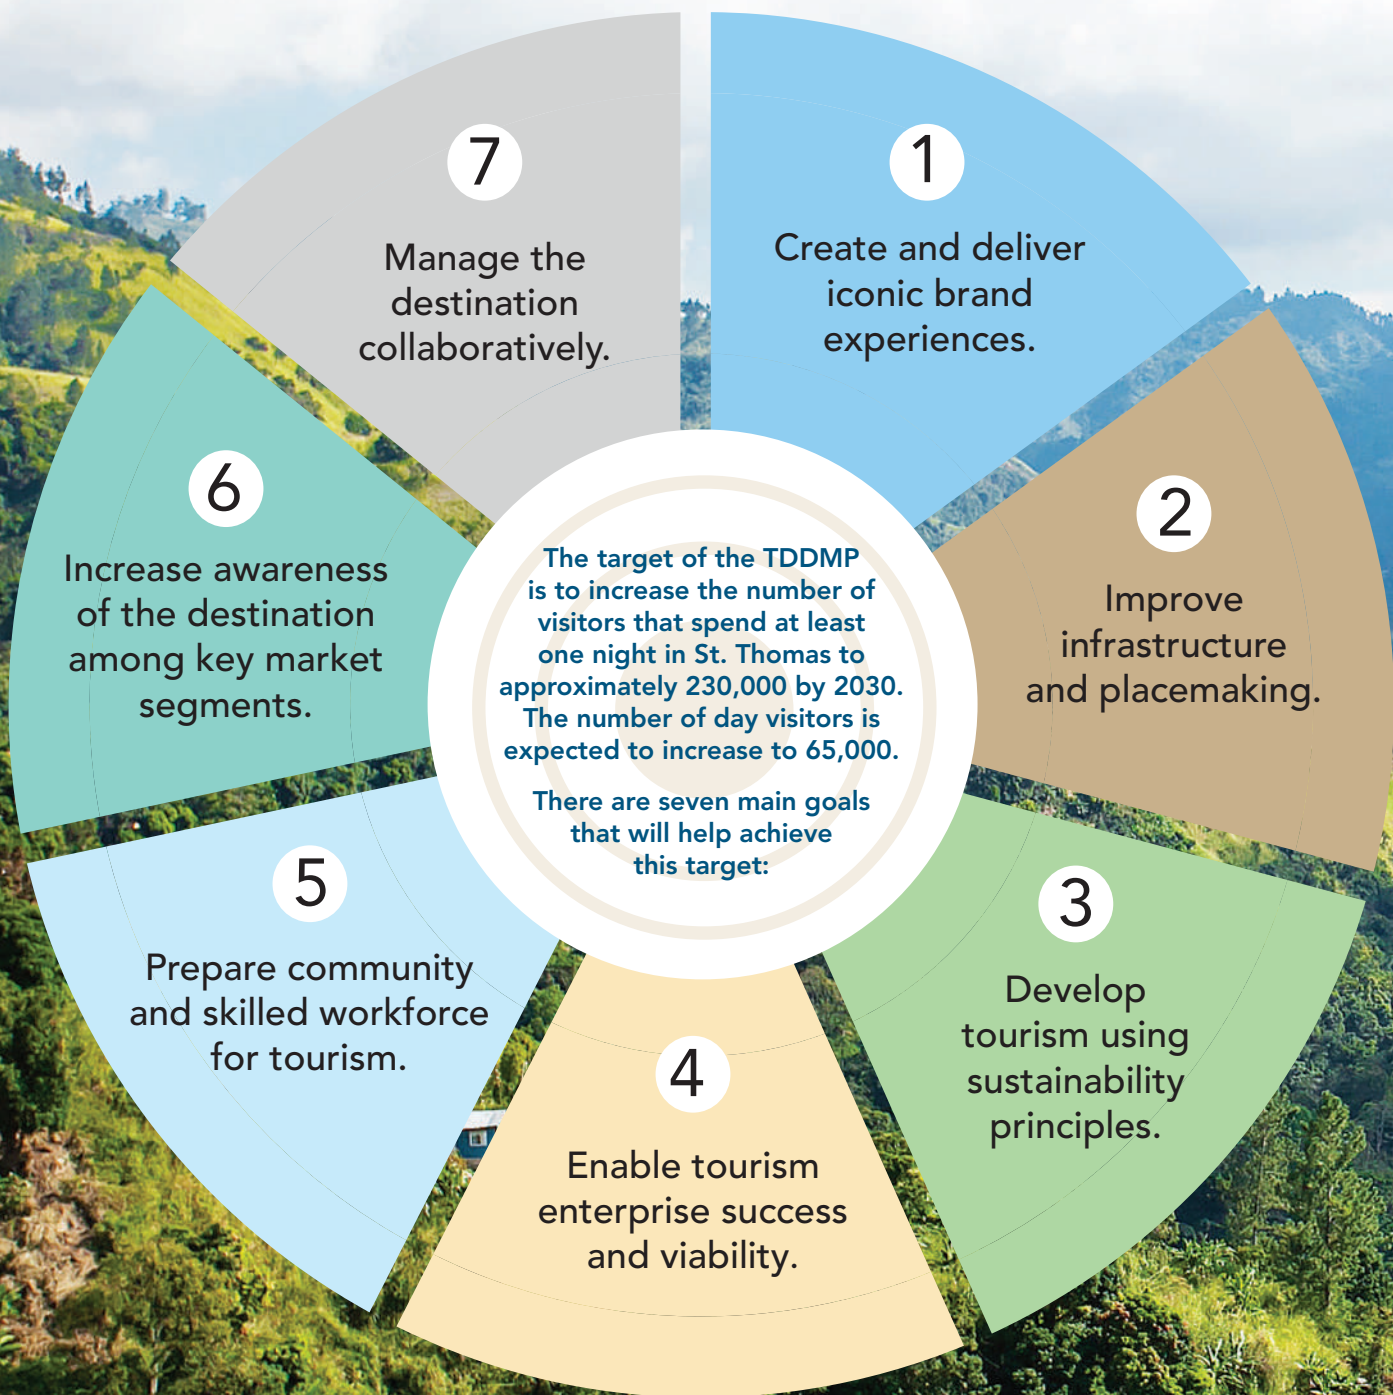 The target of the TDDMP
is to increase the number of
visitors that spend at least
one night in St. Thomas to
approximately 230,000 by 2030.
The number of day visitors is
expected to increase to 65,000.
There are seven main goals
that will help achieve
this target:
1
Create and deliver
iconic brand
experiences.
2
Improve
infrastructure
and placemaking.
3
Develop
tourism using
sustainability
principles.
4
Enable tourism
enterprise success
and viability.
5
Prepare community
and skilled workforce
for tourism.
6
Increase awareness
of the destination
among key market
segments.
7
Manage the
destination
collaboratively.